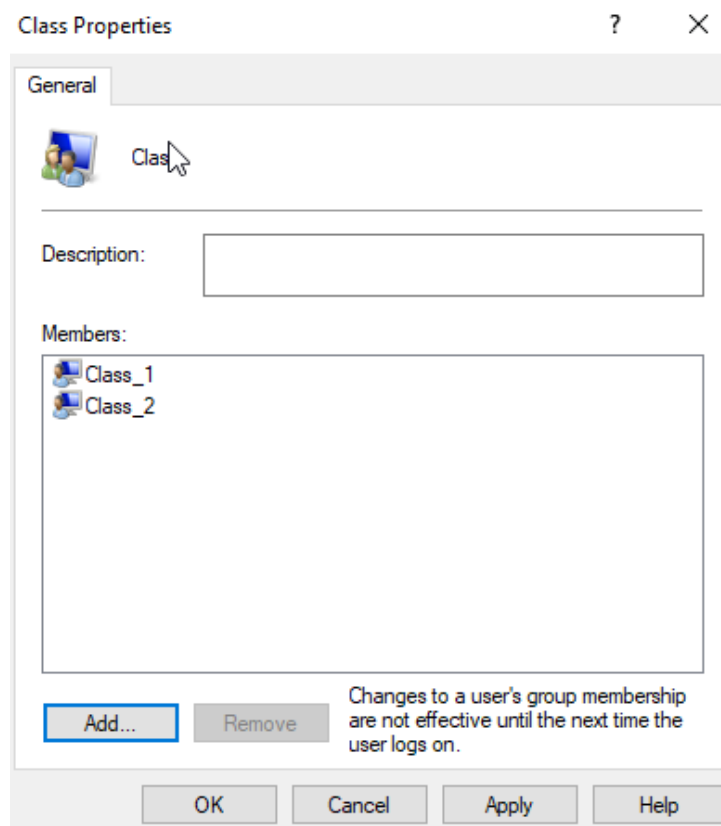 Class Properties
?
General
Clas
Description:
Members:
Class_1
Class_2
Add...
Remove
Changes to a user's group membership
are not effective until the next time the
user logs on.
OK
Cancel
Apply
Help